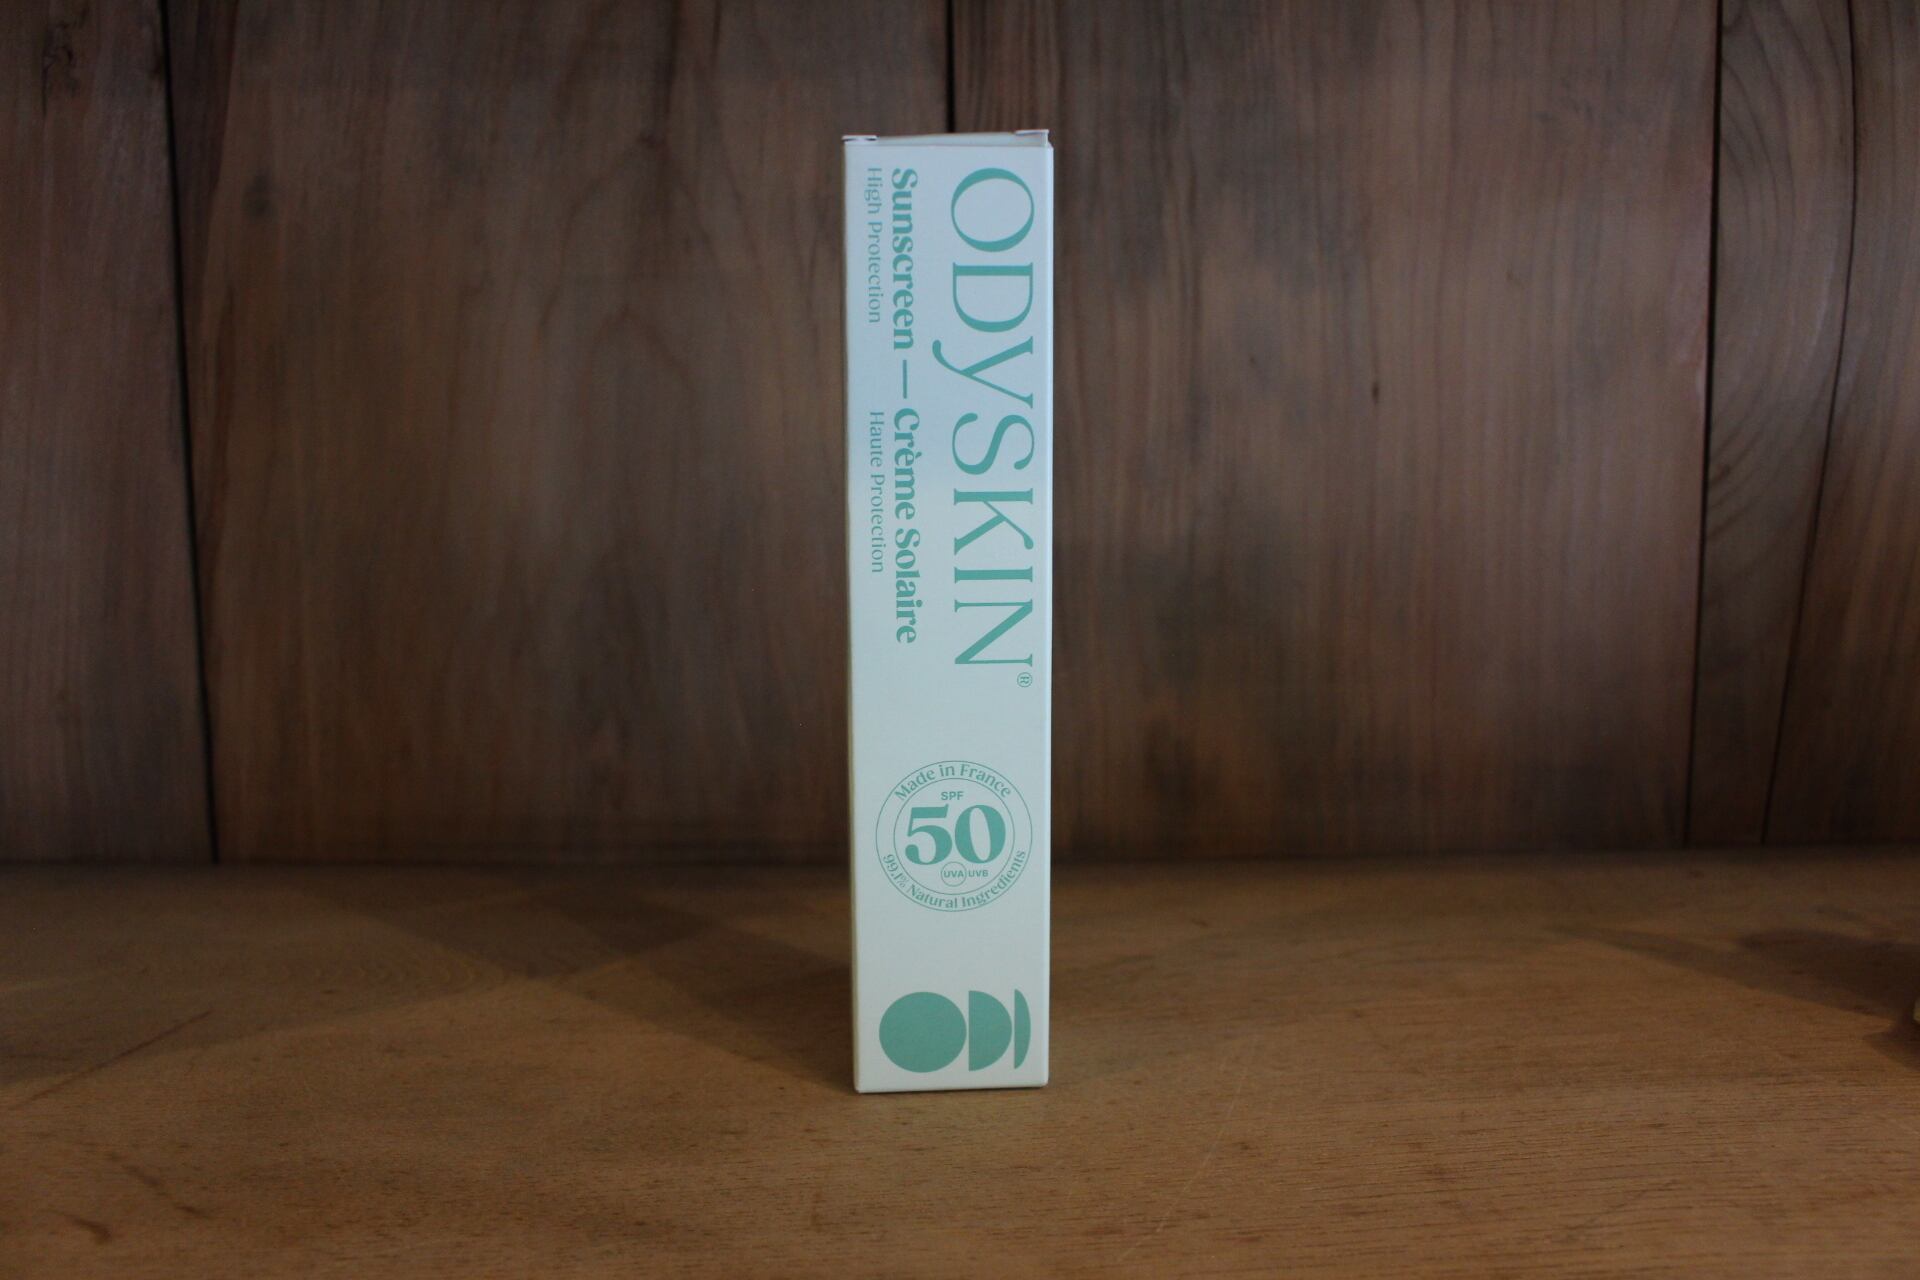 ODySKIN®
Sunscreen — Crème Solaire
High Protection Haute Protection
Made in France
SPF
50
UVA UVB
99.1% Natural Ingredients